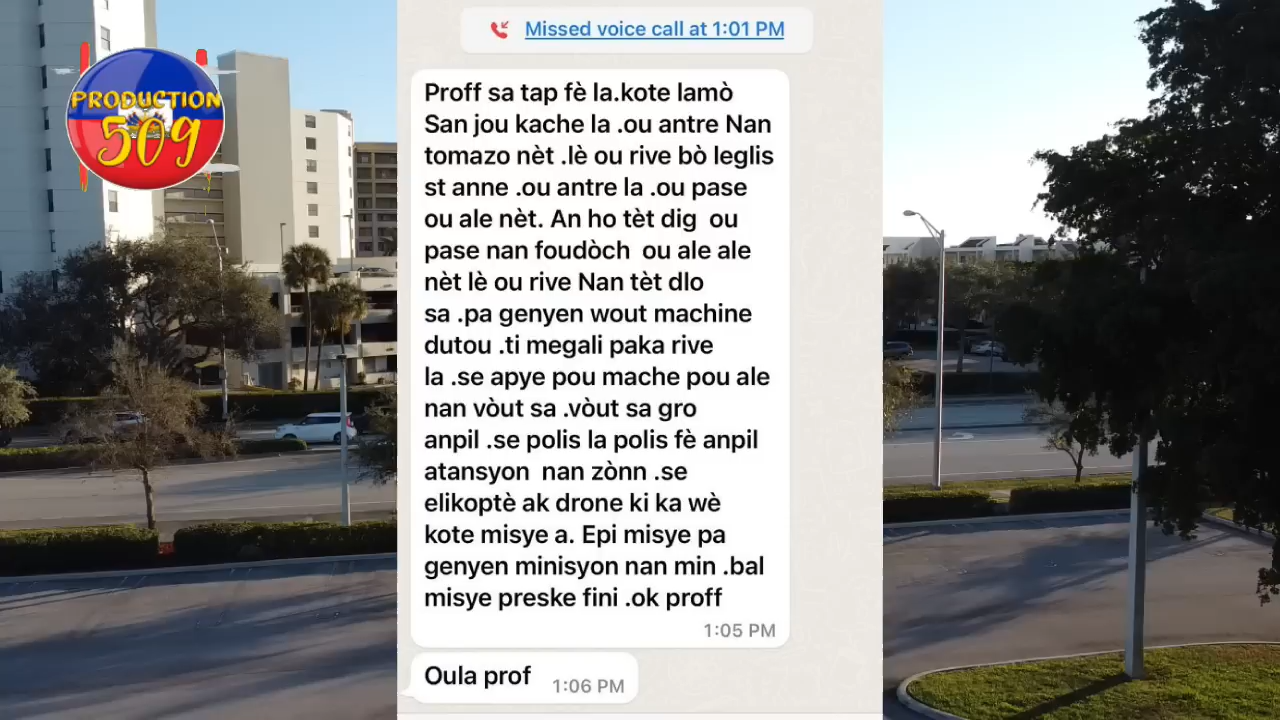 PRODUCTION
509
Missed voice call at 1:01 PM
Proff sa tap fè la.kote lamò
San jou kache la .ou antre Nan
tomazo nèt .lè ou rive bò leglis
st anne .ou antre la .ou pase
ou ale nèt. An ho tèt dig ou
pase nan foudòch ou ale ale
nèt lè ou rive Nan tèt dlo
sa .pa genyen wout machine
dutou .ti megali paka rive
la .se apye pou mache pou ale
nan vòut sa .vòut sa gro
anpil .se polis la polis fè anpil
atansyon nan zònn .se
elikoptè ak drone ki ka wè
kote misye a. Epi misye pa
genyen minisyon nan min .bal
misye preske fini .ok proff
1:05 PM
Oula prof
1:06 PM